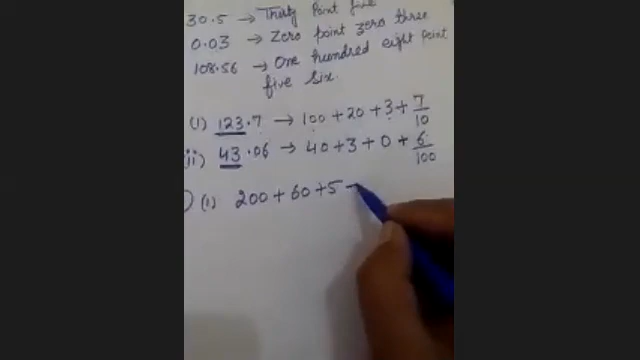 30.5 → Thirty Point five
0.03 → Zero point zero three
108.56 → One hundred eight point
five six.
(i) 123.7 → 100 + 20 + 3 + 7/10
(ii) 43.06 → 40 + 3 + 0 + 6/100
(i) 200 + 60 + 5